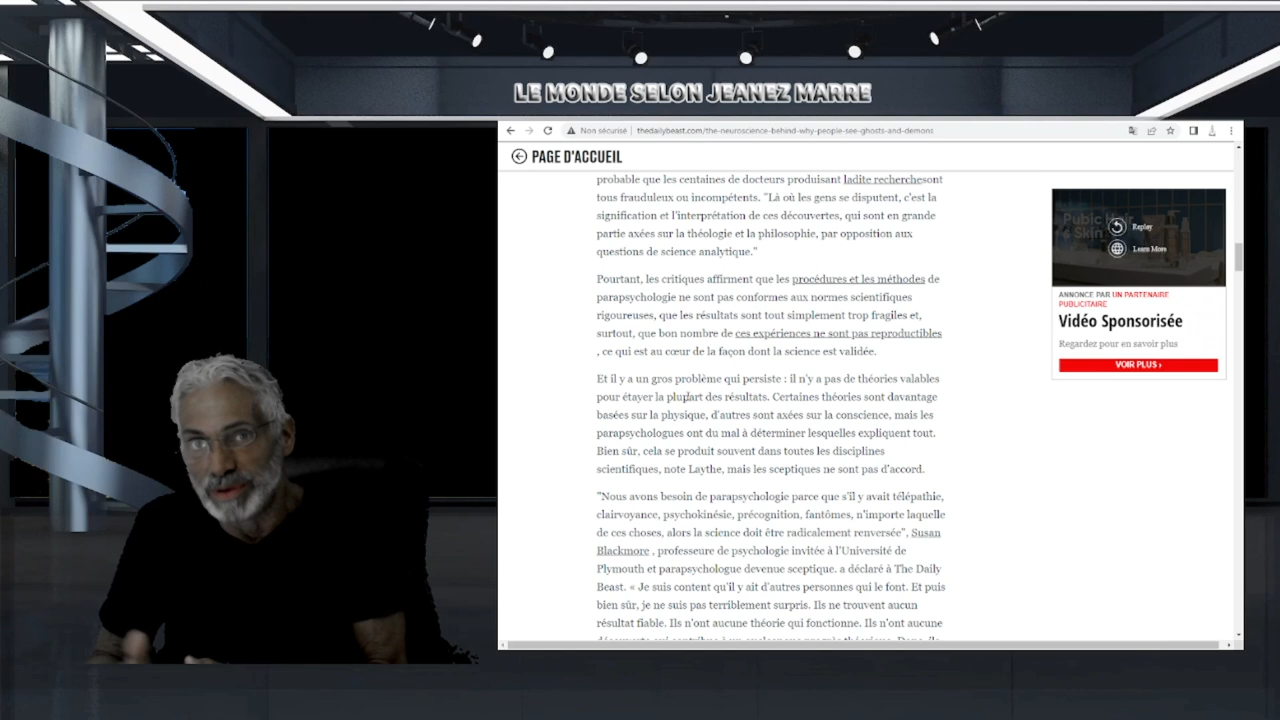 LE MONDE SELON JEANEZ MARRE
Non sécurisé | thedailybeast.com/the-neuroscience-behind-why-people-see-ghosts-and-demons
PAGE D'ACCUEIL
probable que les centaines de docteurs produisant ladite recherchesont
tous frauduleux ou incompétents. "Là où les gens se disputent, c'est la
signification et l'interprétation de ces découvertes, qui sont en grande
partie axées sur la théologie et la philosophie, par opposition aux
questions de science analytique."
Pourtant, les critiques affirment que les procédures et les méthodes de
parapsychologie ne sont pas conformes aux normes scientifiques
rigoureuses, que les résultats sont tout simplement trop fragiles et,
surtout, que bon nombre de ces expériences ne sont pas reproductibles
, ce qui est au cœur de la façon dont la science est validée.
Et il y a un gros problème qui persiste : il n'y a pas de théories valables
pour étayer la plupart des résultats. Certaines théories sont davantage
basées sur la physique, d'autres sont axées sur la conscience, mais les
parapsychologues ont du mal à déterminer lesquelles expliquent tout.
Bien sûr, cela se produit souvent dans toutes les disciplines
scientifiques, note Laythe, mais les sceptiques ne sont pas d'accord.
"Nous avons besoin de parapsychologie parce que s'il y avait télépathie,
clairvoyance, psychokinésie, précognition, fantômes, n'importe laquelle
de ces choses, alors la science doit être radicalement renversée", Susan
Blackmore , professeure de psychologie invitée à l'Université de
Plymouth et parapsychologue devenue sceptique. a déclaré à The Daily
Beast. « Je suis content qu'il y ait d'autres personnes qui le font. Et puis
bien sûr, je ne suis pas terriblement surpris. Ils ne trouvent aucun
résultat fiable. Ils n'ont aucune théorie qui fonctionne. Ils n'ont aucune
Public Hair
& Skin
Replay
Learn More
ANNONCE PAR UN PARTENAIRE
PUBLICITAIRE
Vidéo Sponsorisée
Regardez pour en savoir plus
VOIR PLUS ›